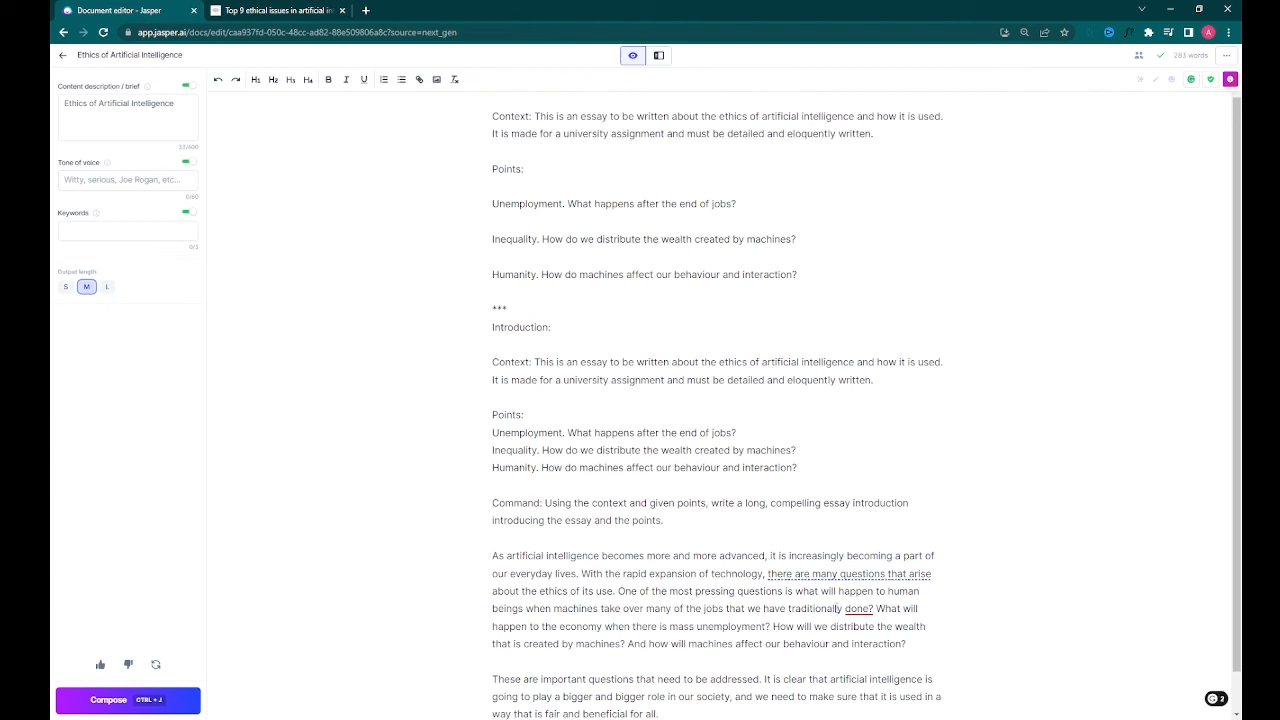 Document editor - Jasper
Top 9 ethical issues in artificial in
app.jasper.ai/docs/edit/caa937fd-050c-48cc-ad82-88e509806a8c?source=next_gen
A
Ethics of Artificial Intelligence
283 words
Content description / brief
Ethics of Artificial Intelligence
33/400
Tone of voice
Witty, serious, Joe Rogan, etc...
0/60
Keywords
0/3
Output length
S M L
Compose CTRL + J
H1 H2 H3 H4 B I U
Context: This is an essay to be written about the ethics of artificial intelligence and how it is used.
It is made for a university assignment and must be detailed and eloquently written.
Points:
Unemployment. What happens after the end of jobs?
Inequality. How do we distribute the wealth created by machines?
Humanity. How do machines affect our behaviour and interaction?
***
Introduction:
Context: This is an essay to be written about the ethics of artificial intelligence and how it is used.
It is made for a university assignment and must be detailed and eloquently written.
Points:
Unemployment. What happens after the end of jobs?
Inequality. How do we distribute the wealth created by machines?
Humanity. How do machines affect our behaviour and interaction?
Command: Using the context and given points, write a long, compelling essay introduction
introducing the essay and the points.
As artificial intelligence becomes more and more advanced, it is increasingly becoming a part of
our everyday lives. With the rapid expansion of technology, there are many questions that arise
about the ethics of its use. One of the most pressing questions is what will happen to human
beings when machines take over many of the jobs that we have traditionally done? What will
happen to the economy when there is mass unemployment? How will we distribute the wealth
that is created by machines? And how will machines affect our behaviour and interaction?
These are important questions that need to be addressed. It is clear that artificial intelligence is
going to play a bigger and bigger role in our society, and we need to make sure that it is used in a
way that is fair and beneficial for all.
2